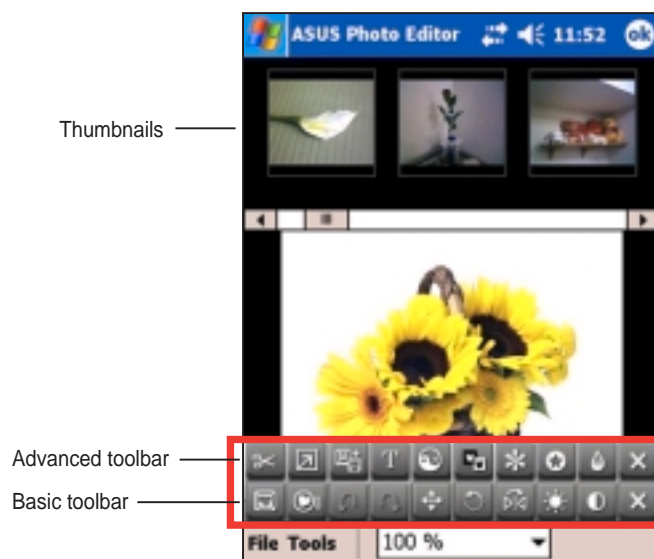 ASUS Photo Editor 11:52 ok
Thumbnails
Advanced toolbar
Basic toolbar
File Tools 100 %